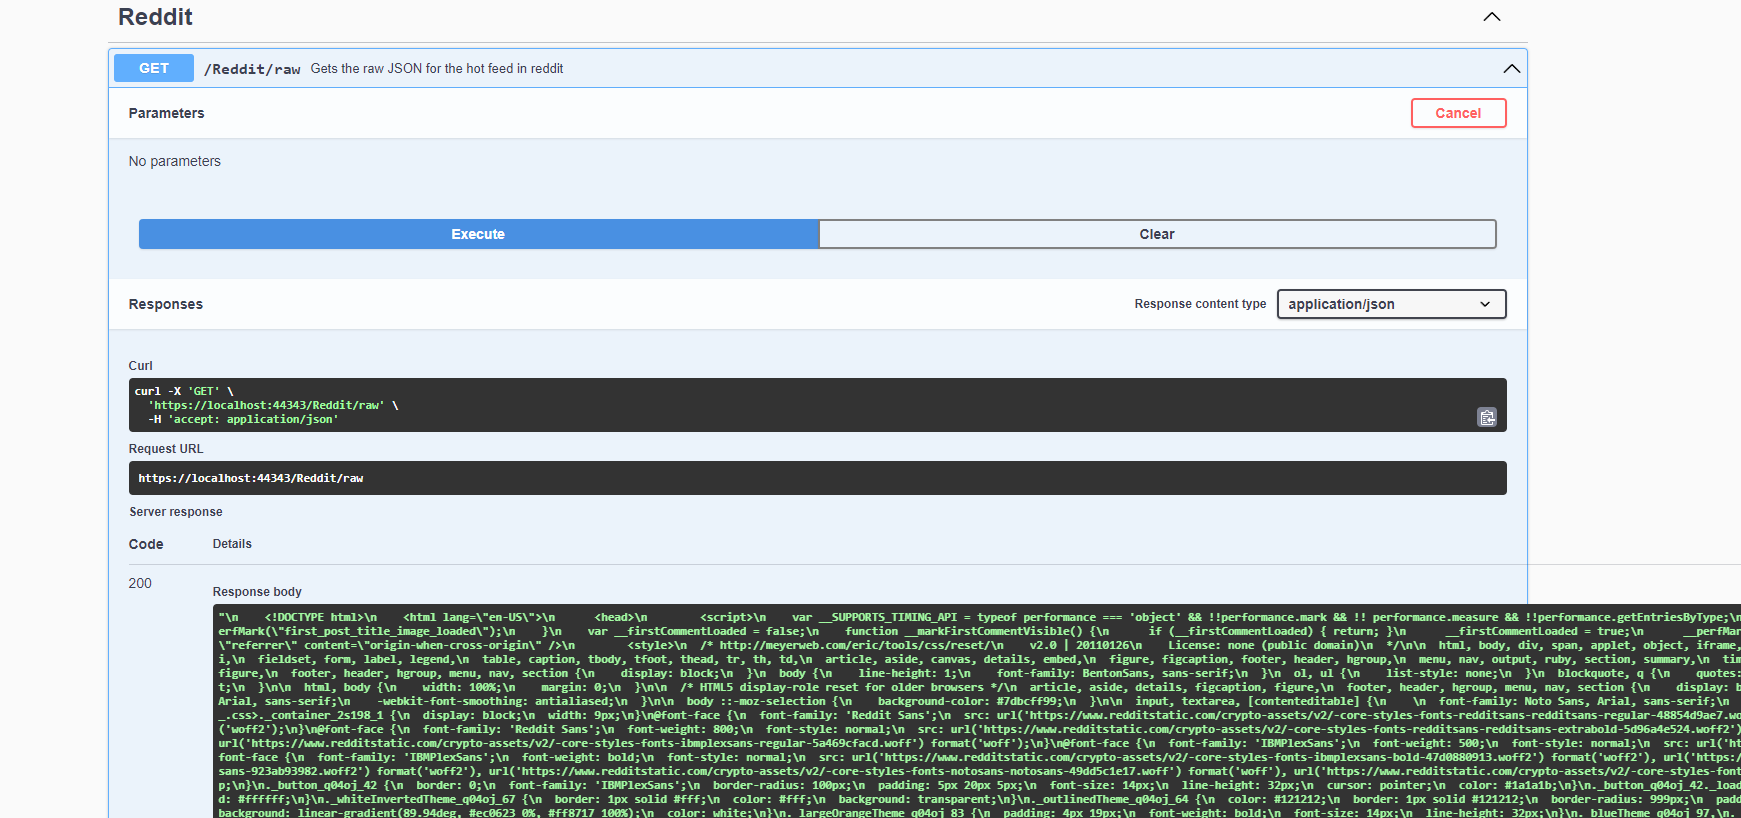 Reddit
GET /Reddit/raw Gets the raw JSON for the hot feed in reddit
Parameters
Cancel
No parameters
Execute
Clear
Responses
Response content type
application/json
Curl
curl -X 'GET' \
'https://localhost:44343/Reddit/raw' \
-H 'accept: application/json'
Request URL
https://localhost:44343/Reddit/raw
Server response
Code Details
200
Response body
"\n    <!DOCTYPE html>\n    <html lang=\"en-US\">\n      <head>\n        <script>\n    var __SUPPORTS_TIMING_API = typeof performance === 'object' && !!performance.mark && !! performance.measure && !!performance.getEntriesByType;\n
erfMark(\"first_post_title_image_loaded\");\n    }\n    var __firstCommentLoaded = false;\n    function __markFirstCommentVisible() {\n      if (__firstCommentLoaded) { return; }\n      __firstCommentLoaded = true;\n      __perfMar
\"referrer\" content=\"origin-when-cross-origin\" />\n        <style>\n  /* http://meyerweb.com/eric/tools/css/reset/\n    v2.0 | 20110126\n    License: none (public domain)\n  */\n\n  html, body, div, span, applet, object, iframe,
i,\n  fieldset, form, label, legend,\n  table, caption, tbody, tfoot, thead, tr, th, td,\n  article, aside, canvas, details, embed,\n  figure, figcaption, footer, header, hgroup,\n  menu, nav, output, ruby, section, summary,\n  tim
figure,\n  footer, header, hgroup, menu, nav, section {\n    display: block;\n  }\n  body {\n    line-height: 1;\n    font-family: BentonSans, sans-serif;\n  }\n  ol, ul {\n    list-style: none;\n  }\n  blockquote, q {\n    quotes:
t;\n  }\n\n  html, body {\n    width: 100%;\n    margin: 0;\n  }\n\n  /* HTML5 display-role reset for older browsers */\n  article, aside, details, figcaption, figure,\n  footer, header, hgroup, menu, nav, section {\n    display: b
Arial, sans-serif;\n    -webkit-font-smoothing: antialiased;\n  }\n\n  body ::-moz-selection {\n    background-color: #7dbcff99;\n  }\n\n  input, textarea, [contenteditable] {\n    \n  font-family: Noto Sans, Arial, sans-serif;\n
_.css>._container_2s198_1 {\n  display: block;\n  width: 9px;\n}\n@font-face {\n  font-family: 'Reddit Sans';\n  src: url('https://www.redditstatic.com/crypto-assets/v2/-core-styles-fonts-redditsans-redditsans-regular-48854d9ae7.wo
('woff2');\n}\n@font-face {\n  font-family: 'Reddit Sans';\n  font-weight: 800;\n  src: url('https://www.redditstatic.com/crypto-assets/v2/-core-styles-fonts-redditsans-redditsans-extrabold-5d96a4e524.woff2')
url('https://www.redditstatic.com/crypto-assets/v2/-core-styles-fonts-ibmplexsans-regular-5a469cfacd.woff') format('woff');\n}\n@font-face {\n  font-family: 'IBMPlexSans';\n  font-weight: 500;\n  font-style: normal;\n  src: url('ht
font-face {\n  font-family: 'IBMPlexSans';\n  font-weight: bold;\n  font-style: normal;\n  src: url('https://www.redditstatic.com/crypto-assets/v2/-core-styles-fonts-ibmplexsans-bold-47d0880913.woff2') format('woff2'), url('https:/
sans-923ab93982.woff2') format('woff2'), url('https://www.redditstatic.com/crypto-assets/v2/-core-styles-fonts-notosans-notosans-49dd5c1e17.woff') format('woff'), url('https://www.redditstatic.com/crypto-assets/v2/-core-styles-font
p;\n}\n._button_q04oj_42 {\n  border: 0;\n  font-family: 'IBMPlexSans';\n  border-radius: 100px;\n  padding: 5px 20px 5px;\n  font-size: 14px;\n  line-height: 32px;\n  cursor: pointer;\n  color: #1a1a1b;\n}\n._button_q04oj_42._load
d: #ffffff;\n}\n._whiteInvertedTheme_q04oj_67 {\n  border: 1px solid #fff;\n  color: #fff;\n  background: transparent;\n}\n._outlinedTheme_q04oj_64 {\n  color: #121212;\n  border: 1px solid #121212;\n  border-radius: 999px;\n  padd
background: linear-gradient(89.94deg, #ec0623 0%, #ff8717 100%);\n  color: white;\n}\n._largeOrangeTheme_q04oj_83 {\n  padding: 4px 19px;\n  font-weight: bold;\n  font-size: 14px;\n  line-height: 32px;\n}\n._blueTheme_q04oj_97,\n.